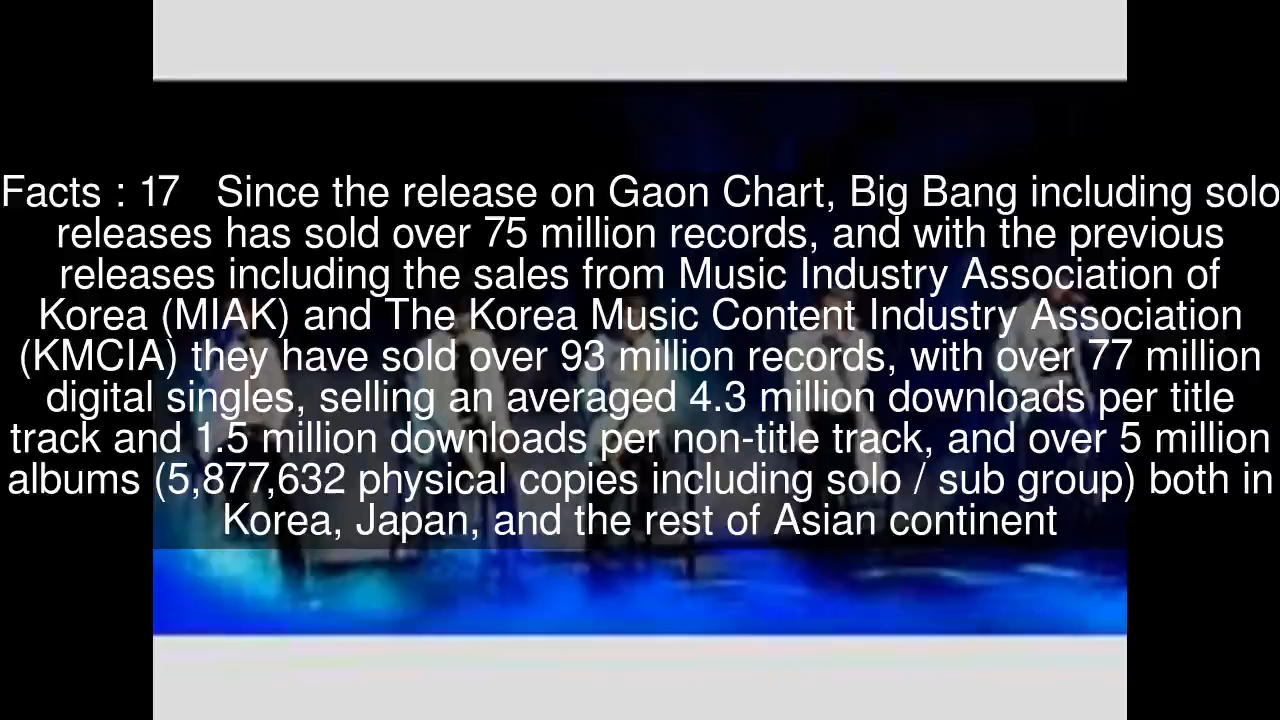 Facts : 17 Since the release on Gaon Chart, Big Bang including solo
releases has sold over 75 million records, and with the previous
releases including the sales from Music Industry Association of
Korea (MIAK) and The Korea Music Content Industry Association
(KMCIA) they have sold over 93 million records, with over 77 million
digital singles, selling an averaged 4.3 million downloads per title
track and 1.5 million downloads per non-title track, and over 5 million
albums (5,877,632 physical copies including solo / sub group) both in
Korea, Japan, and the rest of Asian continent